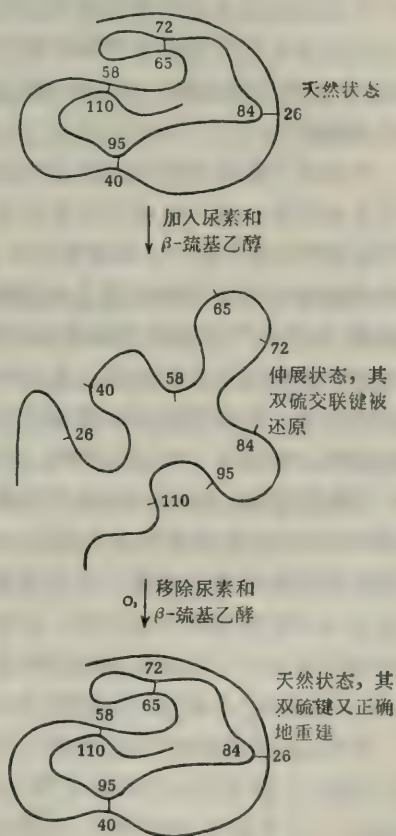 72
65
58
110
天然状态
84
26
95
40
加入尿素和
β-巯基乙醇
65
72
58
伸展状态，其
双硫交联键被
还原
40
26
84
95
110
O₂
移除尿素和
β-巯基乙醇
72
天然状态，其
双硫键又正确
地重建
65
58
110
84
26
95
40